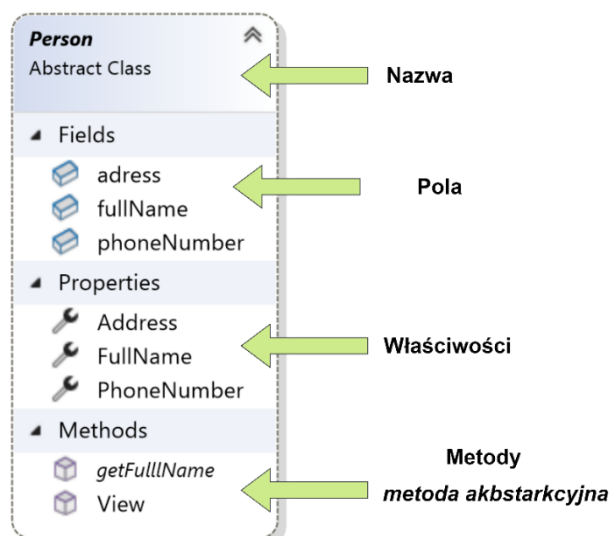 Person
Abstract Class
Nazwa
Fields
adress
fullName
phoneNumber
Pola
Properties
Address
FullName
PhoneNumber
Właściwości
Methods
getFulllName
View
Metody
metoda akbstarkcyjna